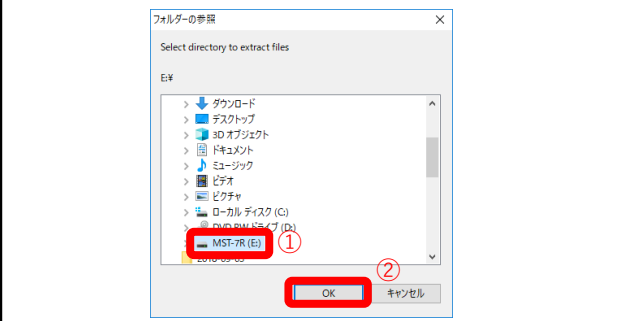 フォルダーの参照
Select directory to extract files
E:¥
ダウンロード
デスクトップ
3D オブジェクト
ドキュメント
ミュージック
ビデオ
ピクチャ
ローカル ディスク (C:)
DVD RW ドライブ (D:)
MST-7R (E:)
①
2018-09-05
②
OK
キャンセル